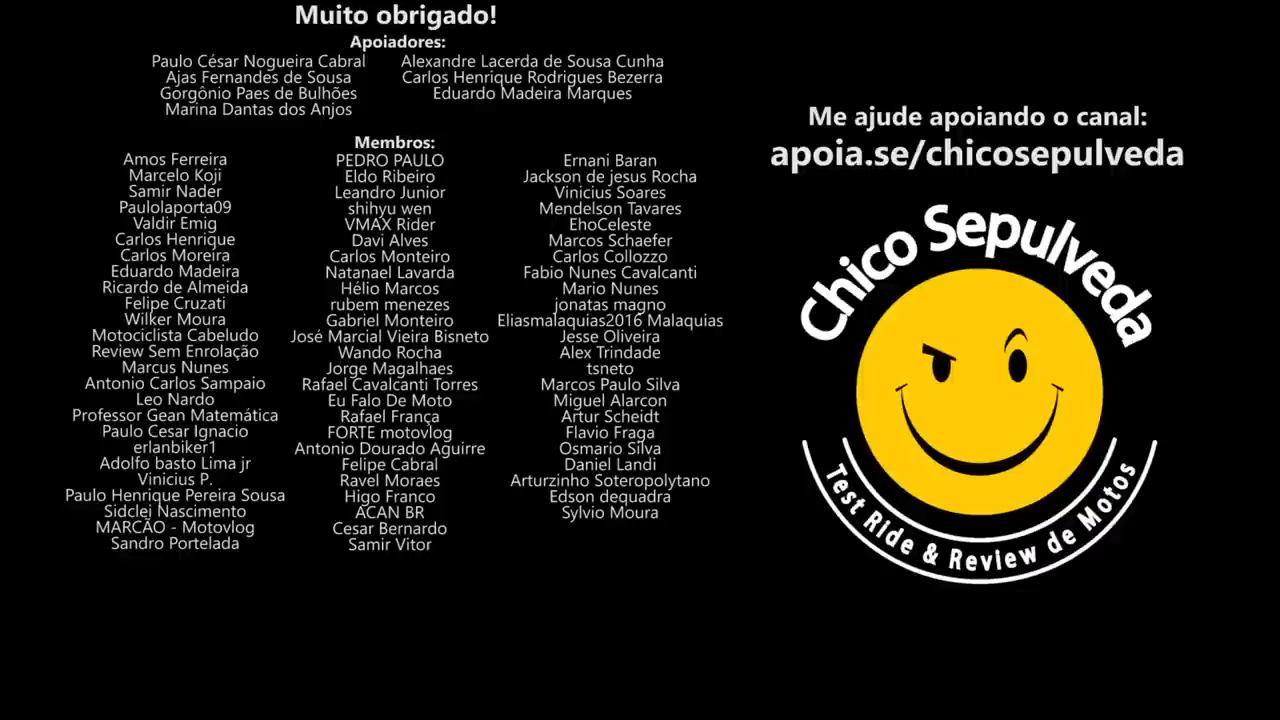 Muito obrigado!
Apoiadores:
Paulo César Nogueira Cabral
Ajas Fernandes de Sousa
Gorgônio Paes de Bulhões
Marina Dantas dos Anjos
Alexandre Lacerda de Sousa Cunha
Carlos Henrique Rodrigues Bezerra
Eduardo Madeira Marques
Membros:
Amos Ferreira
Marcelo Koji
Samir Nader
Paulolaporta09
Valdir Emig
Carlos Henrique
Carlos Moreira
Eduardo Madeira
Ricardo de Almeida
Felipe Cruzati
Wilker Moura
Motociclista Cabeludo
Review Sem Enrolação
Marcus Nunes
Antonio Carlos Sampaio
Leo Nardo
Professor Gean Matemática
Paulo Cesar Ignacio
erlanbiker1
Adolfo basto Lima jr
Vinicius P.
Paulo Henrique Pereira Sousa
Sidclei Nascimento
MARCÃO - Motovlog
Sandro Portelada
PEDRO PAULO
Eldo Ribeiro
Leandro Junior
shihyu wen
VMAX Rider
Davi Alves
Carlos Monteiro
Natanael Lavarda
Hélio Marcos
rubem menezes
Gabriel Monteiro
José Marcial Vieira Bisneto
Wando Rocha
Jorge Magalhaes
Rafael Cavalcanti Torres
Eu Falo De Moto
Rafael França
FORTE motovlog
Antonio Dourado Aguirre
Felipe Cabral
Ravel Moraes
Higo Franco
ACAN BR
Cesar Bernardo
Samir Vitor
Ernani Baran
Jackson de jesus Rocha
Vinicius Soares
Mendelson Tavares
EhoCeleste
Marcos Schaefer
Carlos Collozzo
Fabio Nunes Cavalcanti
Mario Nunes
jonatas magno
Eliasmalaquias2016 Malaquias
Jesse Oliveira
Alex Trindade
tsneto
Marcos Paulo Silva
Miguel Alarcon
Artur Scheidt
Flavio Fraga
Osmario Silva
Daniel Landi
Arturzinho Soteropolytano
Edson dequadra
Sylvio Moura
Me ajude apoiando o canal:
apoia.se/chicosepulveda
Chico Sepulveda
Test Ride & Review de Motos